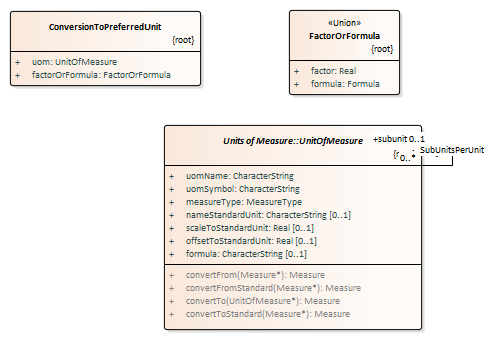 ConversionToPreferredUnit
{root}
+ uom: UnitOfMeasure
+ factorOrFormula: FactorOrFormula
«Union»
FactorOrFormula
{root}
+ factor: Real
+ formula: Formula
Units of Measure::UnitOfMeasure
+subunit 0..1
{r
0..*
SubUnitsPerUnit
+ uomName: CharacterString
+ uomSymbol: CharacterString
+ measureType: MeasureType
+ nameStandardUnit: CharacterString [0..1]
+ scaleToStandardUnit: Real [0..1]
+ offsetToStandardUnit: Real [0..1]
+ formula: CharacterString [0..1]
+ convertFrom(Measure*): Measure
+ convertFromStandard(Measure*): Measure
+ convertTo(UnitOfMeasure*): Measure
+ convertToStandard(Measure*): Measure